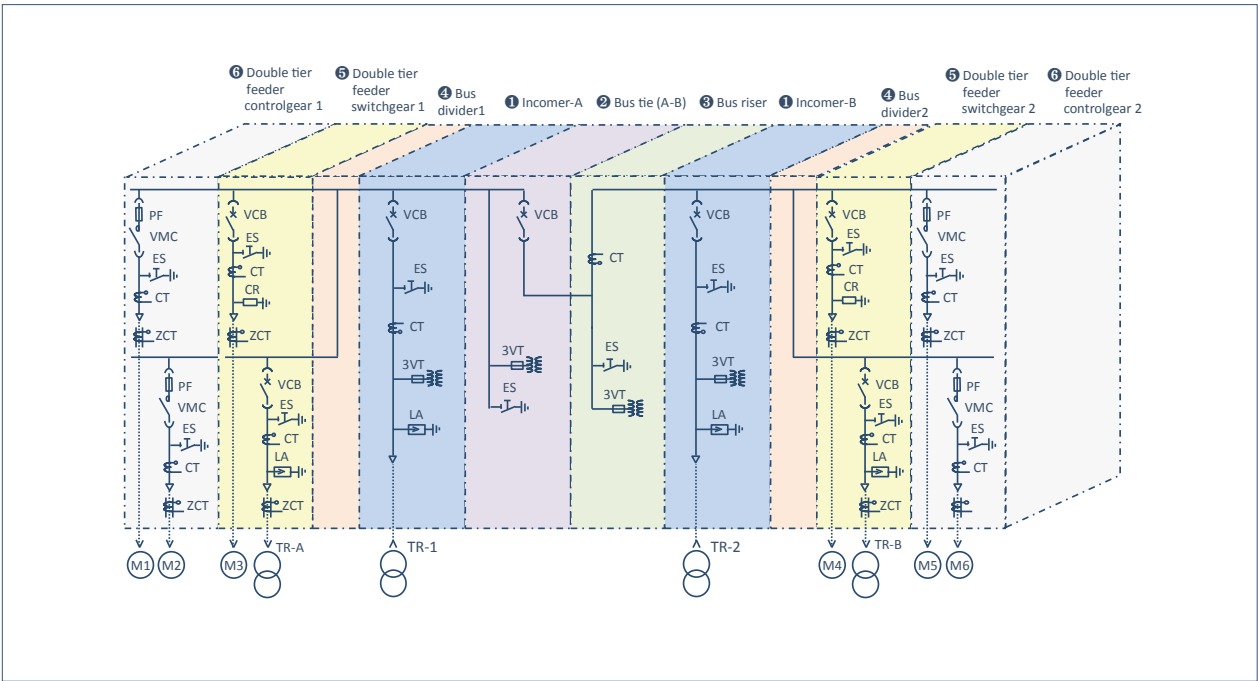 ❻ Double tier
feeder
controlgear 1
❺ Double tier
feeder
switchgear 1
❹ Bus
divider1
❶ Incomer-A
❷ Bus tie (A-B)
❸ Bus riser
❶ Incomer-B
❹ Bus
divider2
❺ Double tier
feeder
switchgear 2
❻ Double tier
feeder
controlgear 2
PF
VMC
ES
CT
ZCT
PF
VMC
ES
CT
ZCT
M1
M2
VCB
ES
CT
CR
ZCT
VCB
ES
CT
LA
ZCT
M3
TR-A
VCB
ES
CT
3VT
LA
TR-1
VCB
3VT
ES
CT
ES
3VT
VCB
ES
CT
3VT
LA
TR-2
VCB
ES
CT
CR
ZCT
VCB
ES
CT
LA
ZCT
M4
TR-B
PF
VMC
ES
CT
ZCT
PF
VMC
ES
CT
ZCT
M5
M6